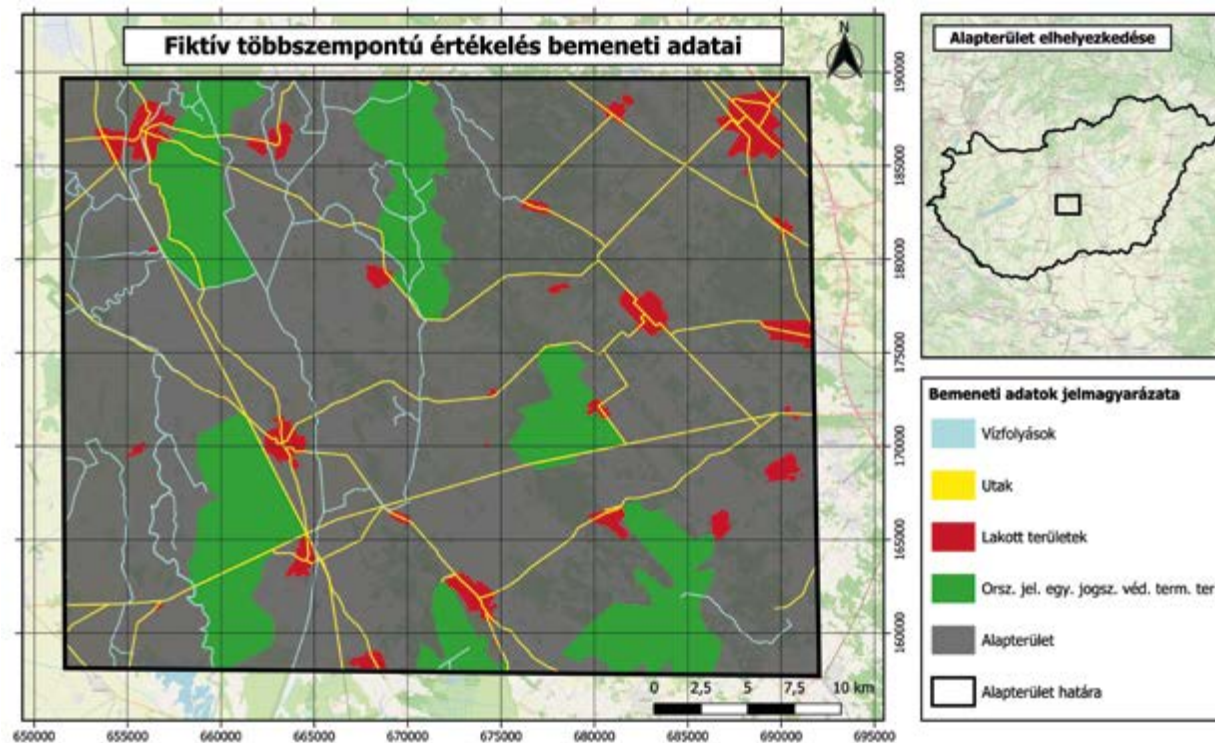 Fiktív többszempontú értékelés bemeneti adatai
N
190000
185000
180000
175000
170000
165000
160000
0 2,5 5 7,5 10 km
650000 655000 660000 665000 670000 675000 680000 685000 690000 695000
Alapterület elhelyezkedése
Bemeneti adatok jelmagyarázata
Vízfolyások
Utak
Lakott területek
Orsz. jel. egy. jogsz. véd. term. ter
Alapterület
Alapterület határa